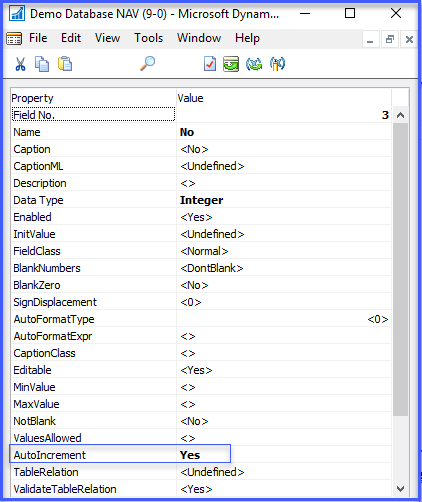 Demo Database NAV (9-0) - Microsoft Dynam
File Edit View Tools Window Help
Property Value
Field No. 3
Name No
Caption <No>
CaptionML <Undefined>
Description <>
Data Type Integer
Enabled <Yes>
InitValue <Undefined>
FieldClass <Normal>
BlankNumbers <DontBlank>
BlankZero <No>
SignDisplacement <0>
AutoFormatType <0>
AutoFormatExpr <>
CaptionClass <>
Editable <Yes>
MinValue <>
MaxValue <>
NotBlank <No>
ValuesAllowed <>
AutoIncrement Yes
TableRelation <Undefined>
ValidateTableRelation <Yes>